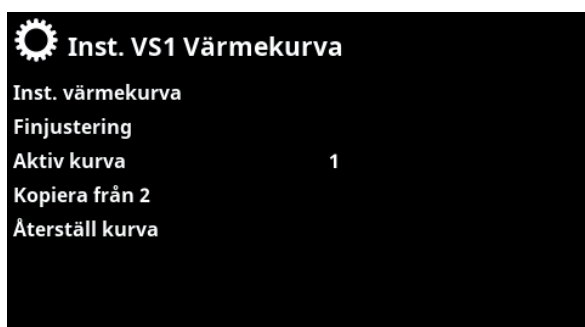 Inst. VS1 Värmekurva
Inst. värmekurva
Finjustering
Aktiv kurva 1
Kopiera från 2
Återställ kurva